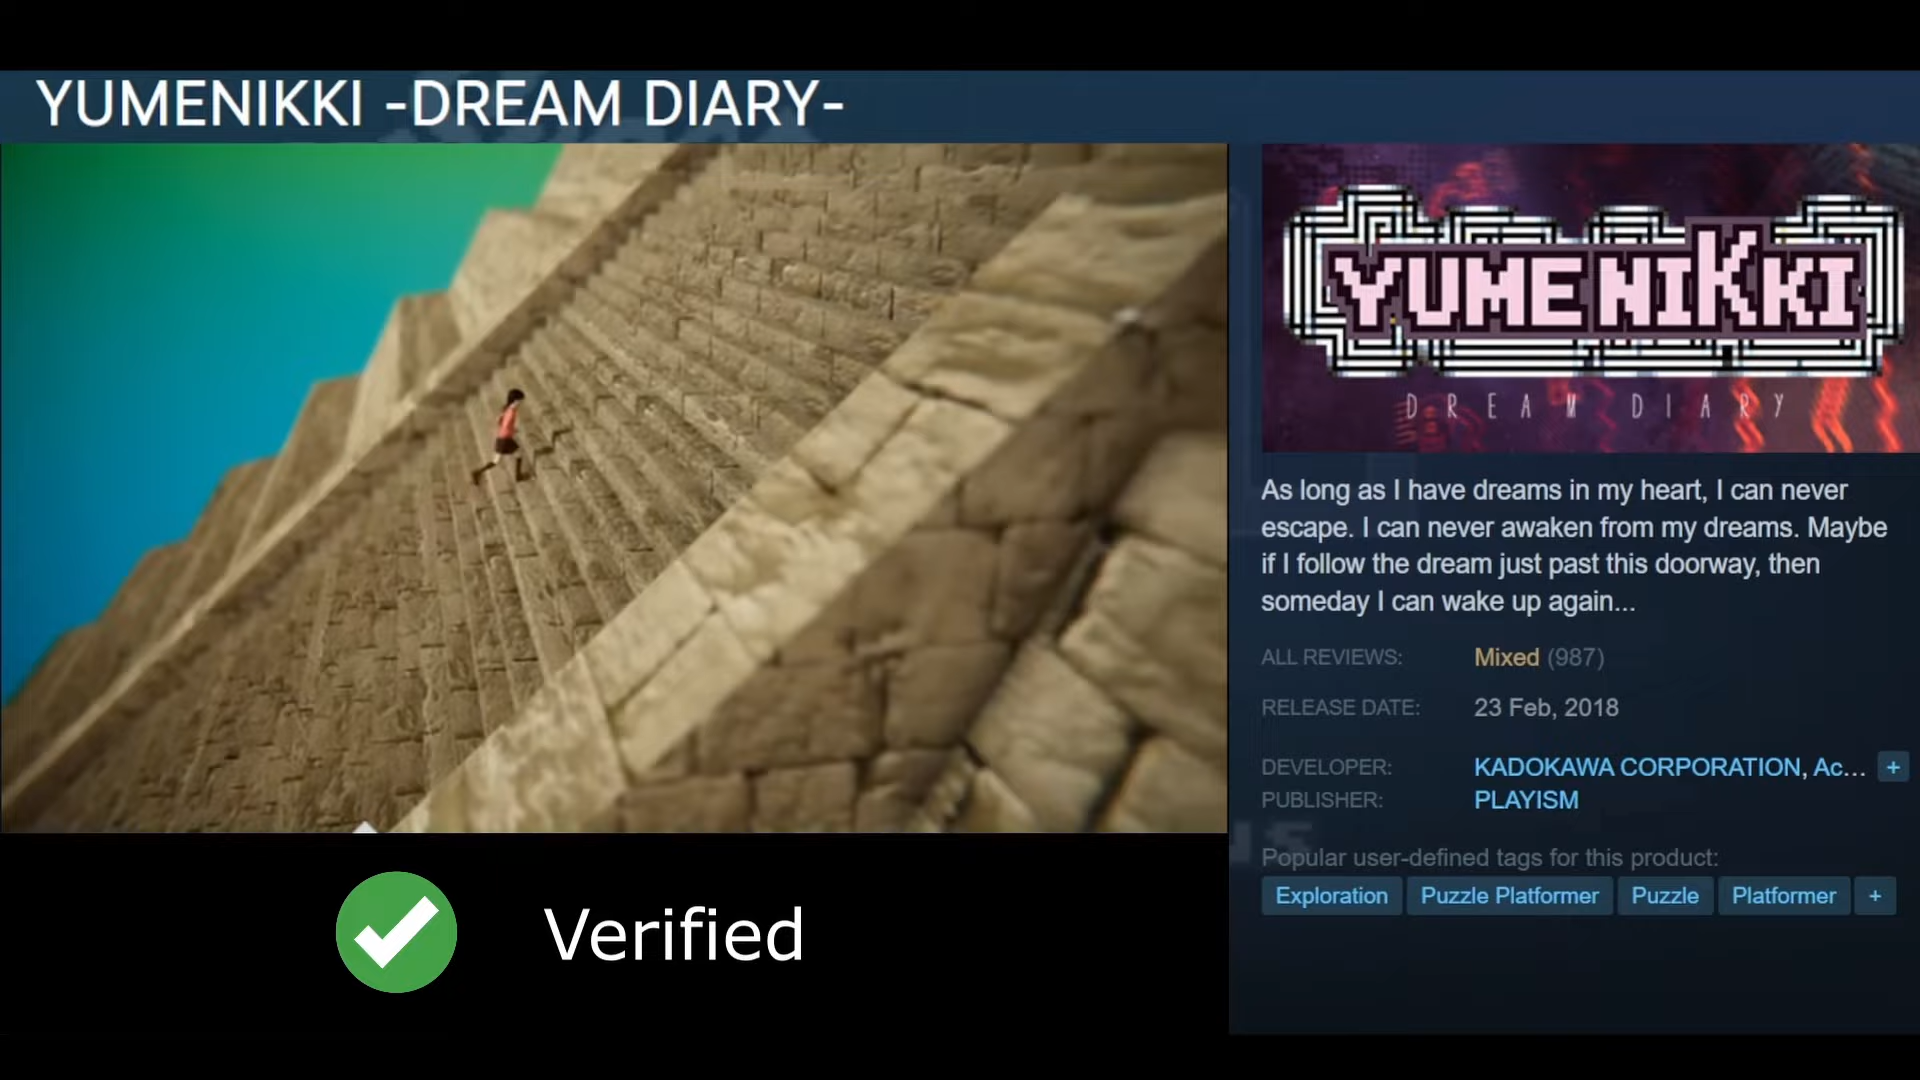 YUMENIKKI -DREAM DIARY-
YUMENIKKI
DREAM DIARY
As long as I have dreams in my heart, I can never
escape. I can never awaken from my dreams. Maybe
if I follow the dream just past this doorway, then
someday I can wake up again...
ALL REVIEWS: Mixed (987)
RELEASE DATE: 23 Feb, 2018
DEVELOPER: KADOKAWA CORPORATION, Ac... +
PUBLISHER: PLAYISM
Popular user-defined tags for this product:
Exploration Puzzle Platformer Puzzle Platformer +
Verified